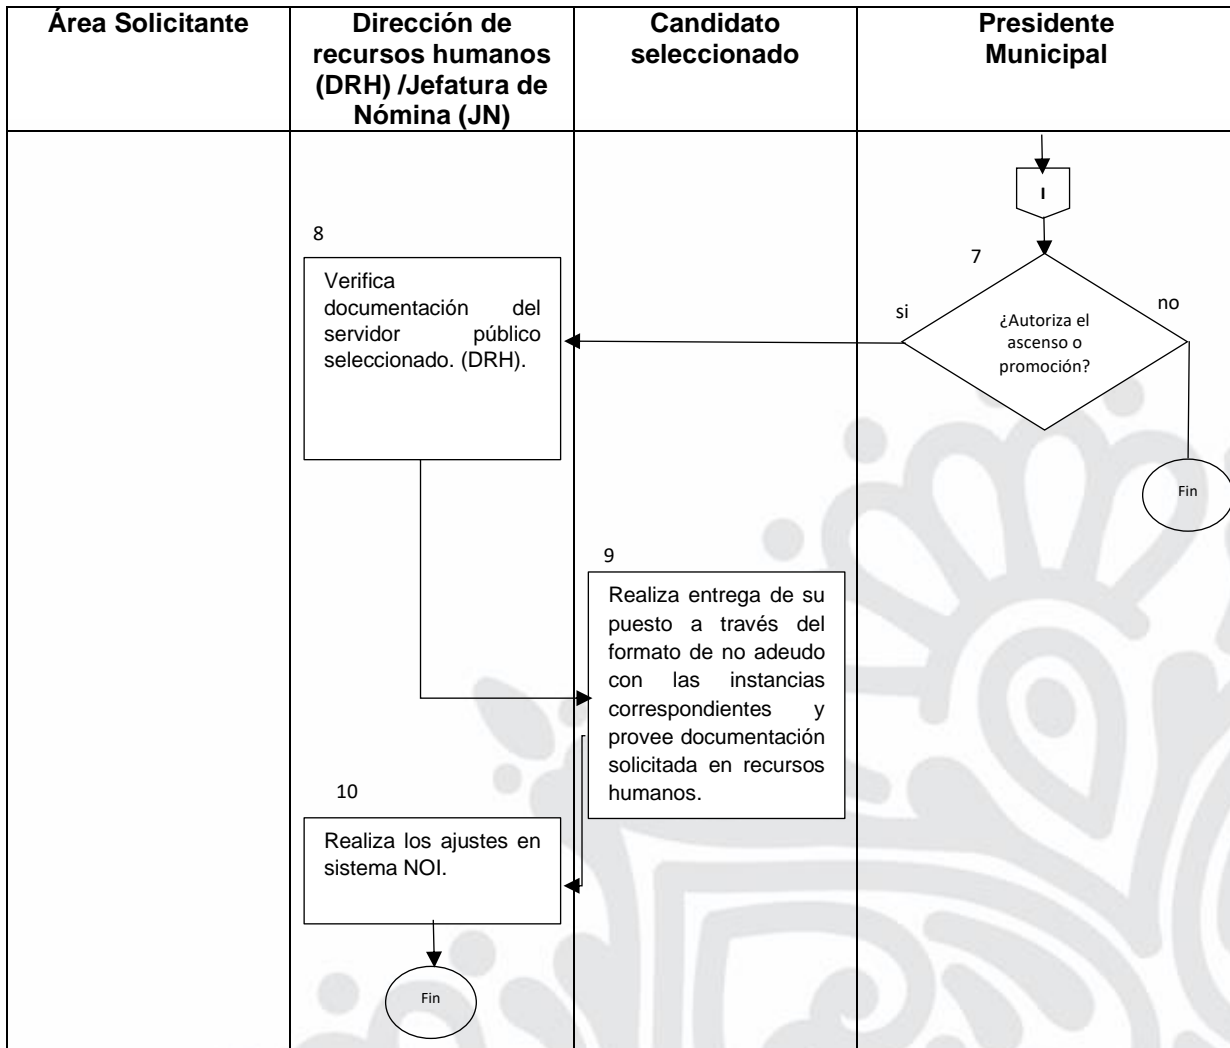 Área Solicitante
Dirección de
recursos humanos
(DRH) /Jefatura de
Nómina (JN)
Candidato
seleccionado
Presidente
Municipal
I
7
si
no
¿Autoriza el
ascenso o
promoción?
Fin
8
Verifica
documentación del
servidor público
seleccionado. (DRH).
9
Realiza entrega de su
puesto a través del
formato de no adeudo
con las instancias
correspondientes y
provee documentación
solicitada en recursos
humanos.
10
Realiza los ajustes en
sistema NOI.
Fin